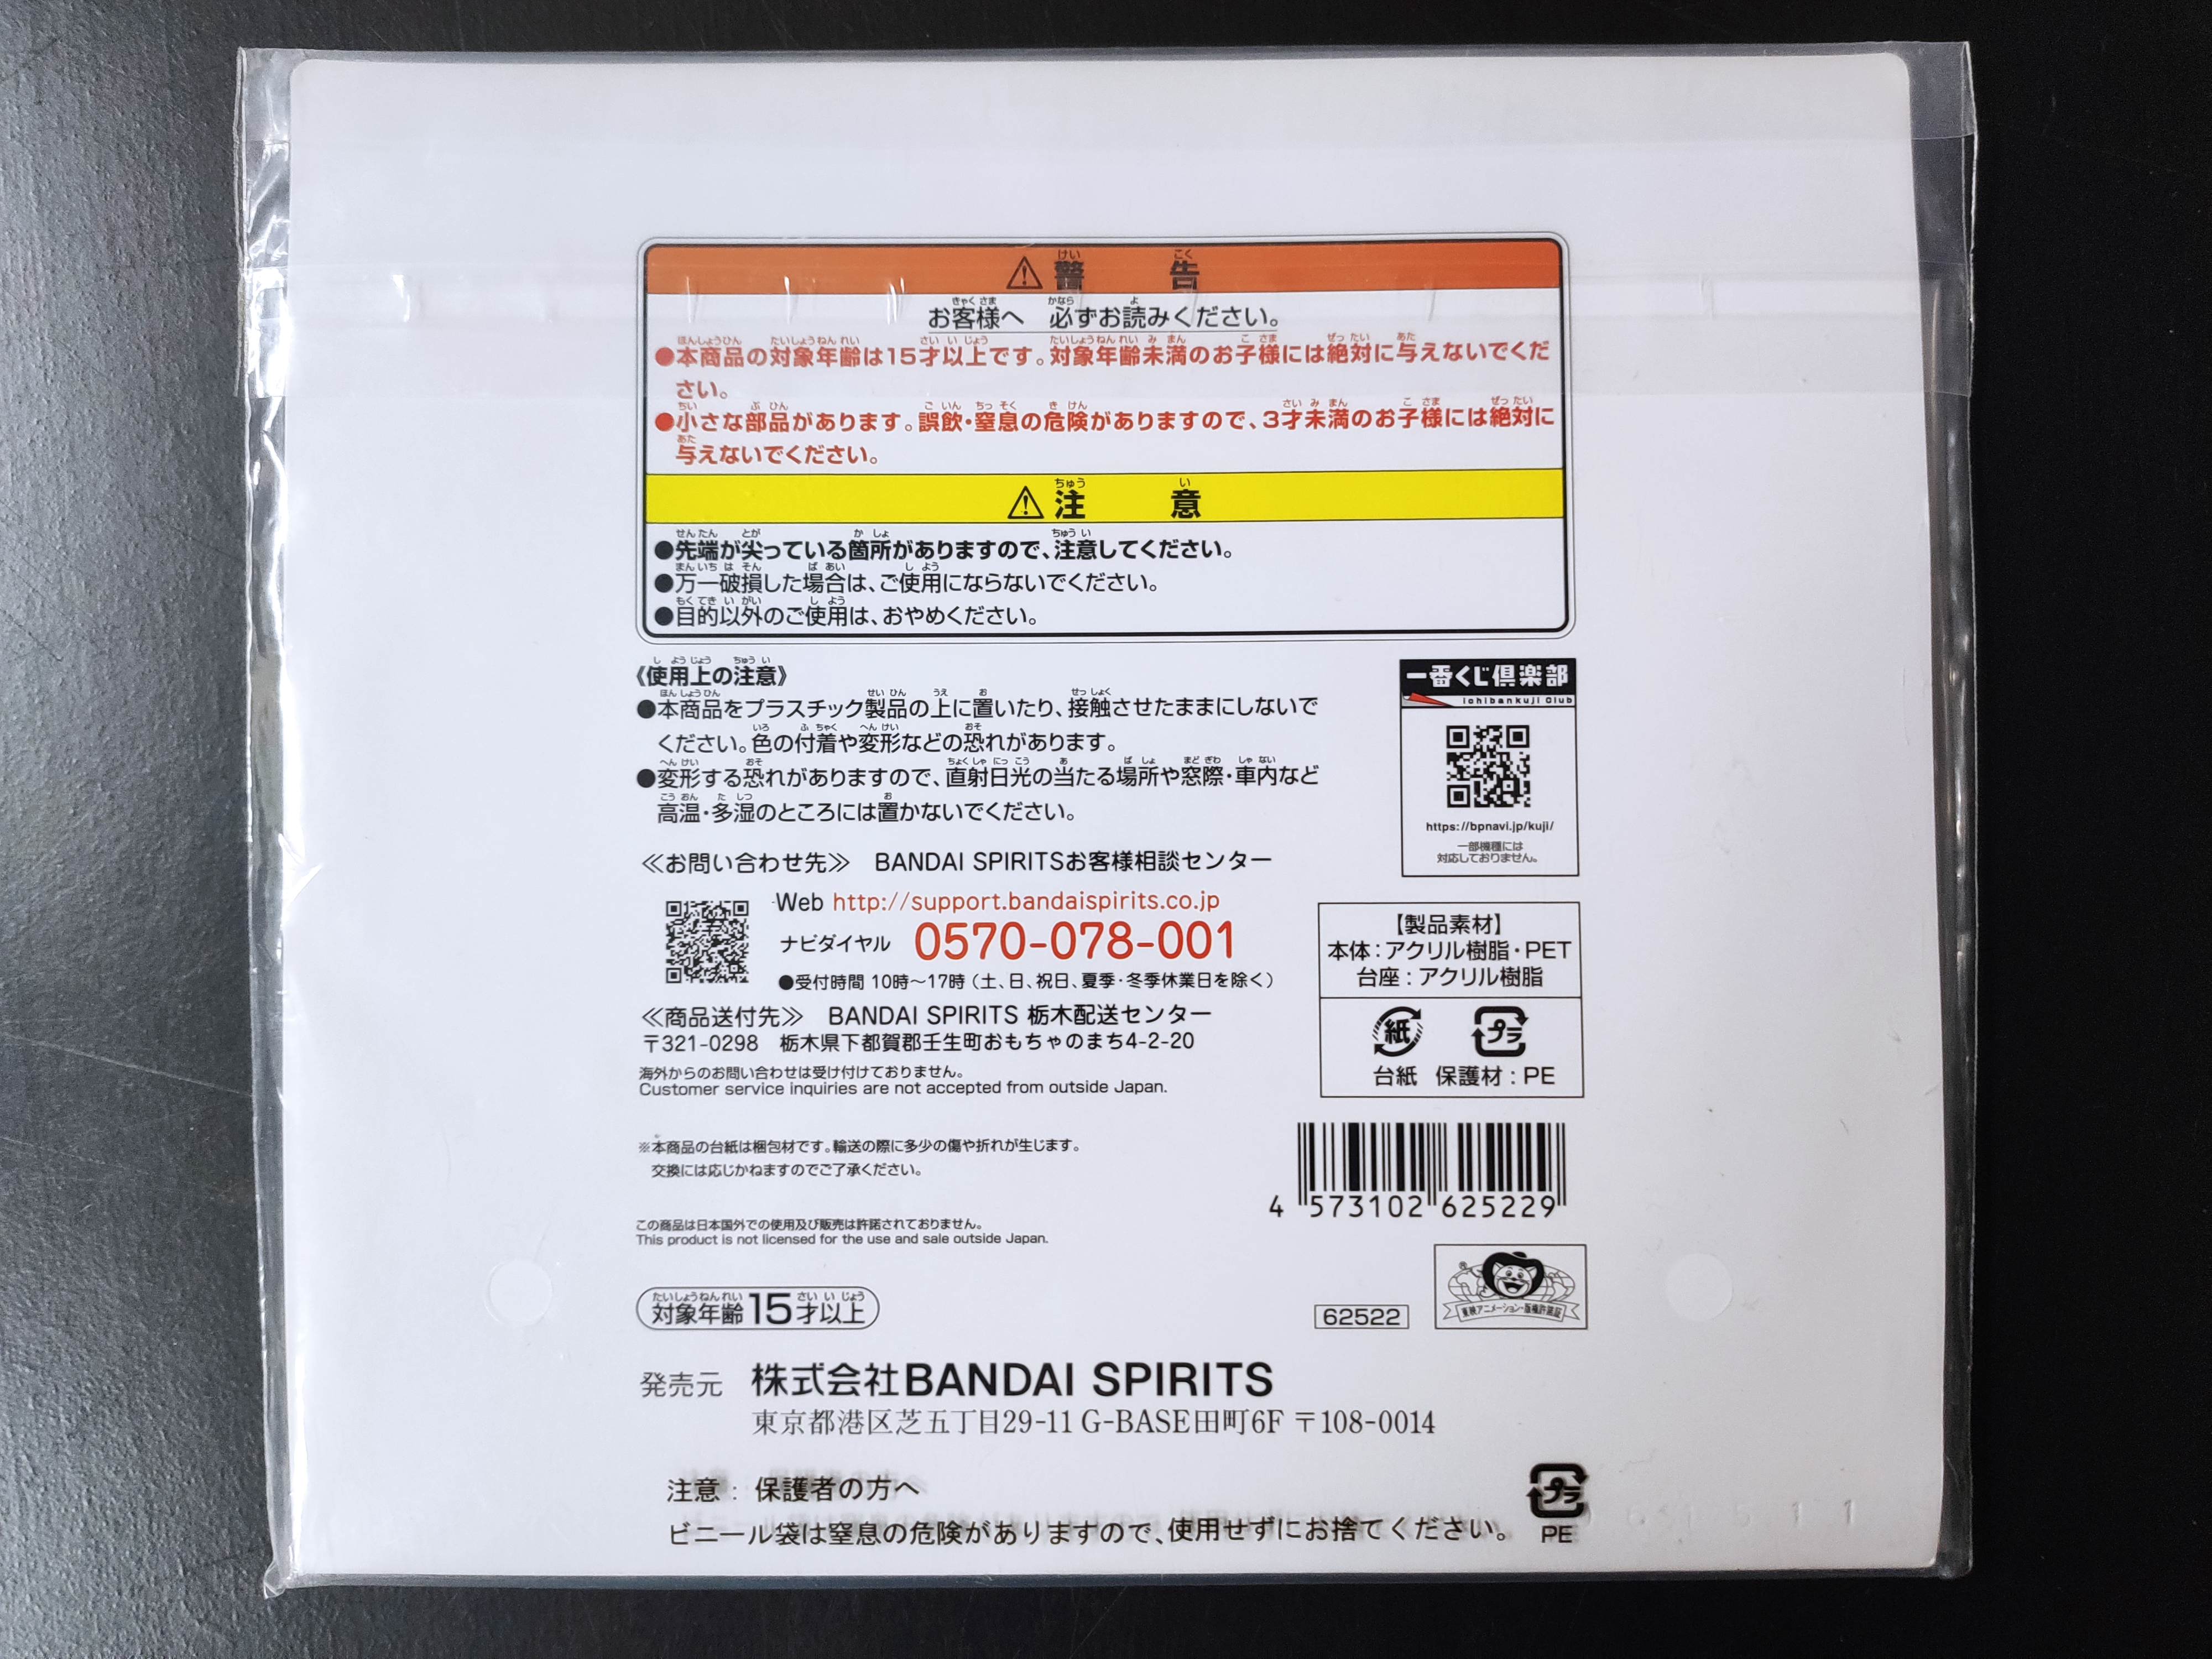 ⚠警告
お客様へ 必ずお読みください。
●本商品の対象年齢は15才以上です。対象年齢未満のお子様には絶対に与えないでくだ
さい。
●小さな部品があります。誤飲・窒息の危険がありますので、3才未満のお子様には絶対に
与えないでください。
⚠注意
●先端が尖っている箇所がありますので、注意してください。
●万一破損した場合は、ご使用にならないでください。
●目的以外のご使用は、おやめください。
《使用上の注意》
●本商品をプラスチック製品の上に置いたり、接触させたままにしないで
ください。色の付着や変形などの恐れがあります。
●変形する恐れがありますので、直射日光の当たる場所や窓際・車内など
高温・多湿のところには置かないでください。
一番くじ倶楽部
Ichibankuji Club
https://bpnavi.jp/kuji/
一部機種には
対応しておりません。
≪お問い合わせ先≫ BANDAI SPIRITSお客様相談センター
Web http://support.bandaispirits.co.jp
ナビダイヤル 0570-078-001
●受付時間 10時〜17時（土、日、祝日、夏季・冬季休業日を除く）
≪商品送付先≫ BANDAI SPIRITS 栃木配送センター
〒321-0298 栃木県下都賀郡壬生町おもちゃのまち4-2-20
海外からのお問い合わせは受け付けておりません。
Customer service inquiries are not accepted from outside Japan.
【製品素材】
本体：アクリル樹脂・PET
台座：アクリル樹脂
紙 プラ
台紙 保護材：PE
※本商品の台紙は梱包材です。輸送の際に多少の傷や折れが生じます。
交換には応じかねますのでご了承ください。
4 573102 625229
この商品は日本国外での使用及び販売は許諾されておりません。
This product is not licensed for the use and sale outside Japan.
対象年齢15才以上
62522
東映アニメーション・版権許諾証
発売元 株式会社BANDAI SPIRITS
東京都港区芝五丁目29-11 G-BASE田町6F 〒108-0014
注意：保護者の方へ
ビニール袋は窒息の危険がありますので、使用せずにお捨てください。
プラ
PE